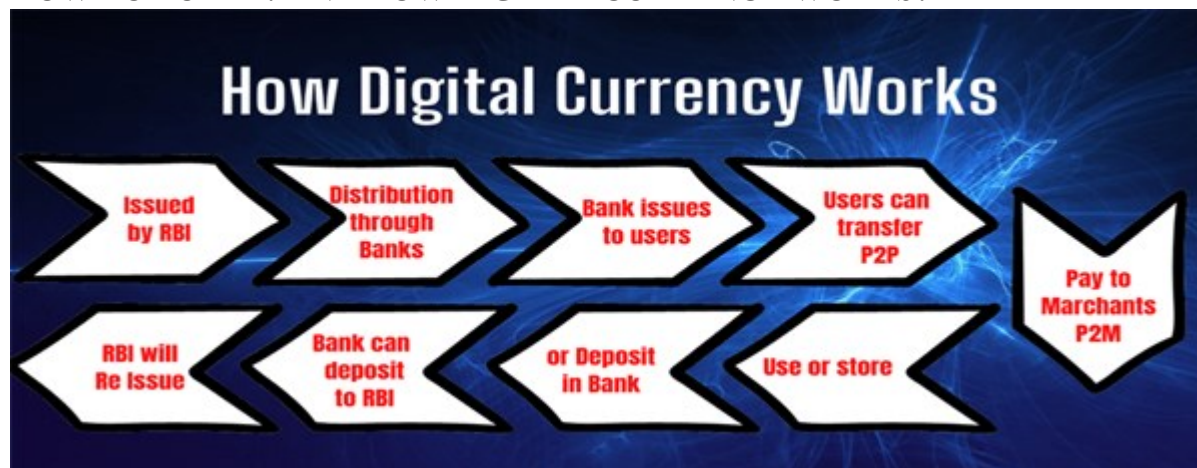 How Digital Currency Works
Issued
by RBI
Distribution
through
Banks
Bank issues
to users
Users can
transfer
P2P
Pay to
Marchants
P2M
Use or store
or Deposit
in Bank
Bank can
deposit
to RBI
RBI will
Re Issue